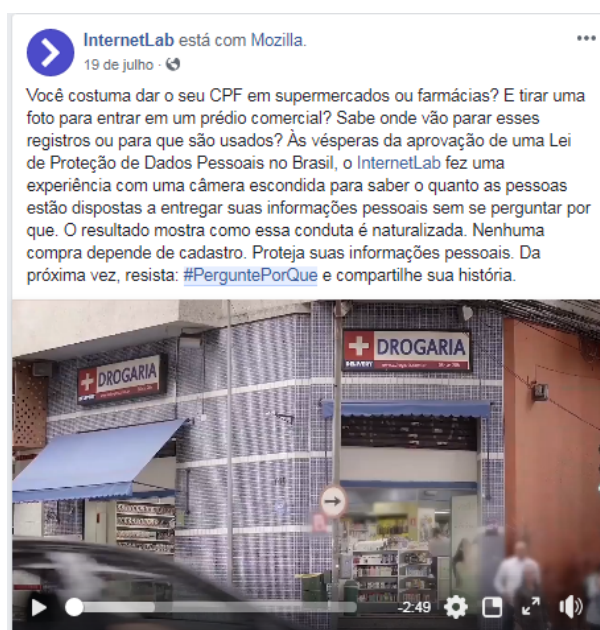 InternetLab está com Mozilla.
19 de julho ·
Você costuma dar o seu CPF em supermercados ou farmácias? E tirar uma
foto para entrar em um prédio comercial? Sabe onde vão parar esses
registros ou para que são usados? Às vésperas da aprovação de uma Lei
de Proteção de Dados Pessoais no Brasil, o InternetLab fez uma
experiência com uma câmera escondida para saber o quanto as pessoas
estão dispostas a entregar suas informações pessoais sem se perguntar por
que. O resultado mostra como essa conduta é naturalizada. Nenhuma
compra depende de cadastro. Proteja suas informações pessoais. Da
próxima vez, resista: #PerguntePorQue e compartilhe sua história.
DROGARIA
DELIVERY
DROGARIA
-2:49